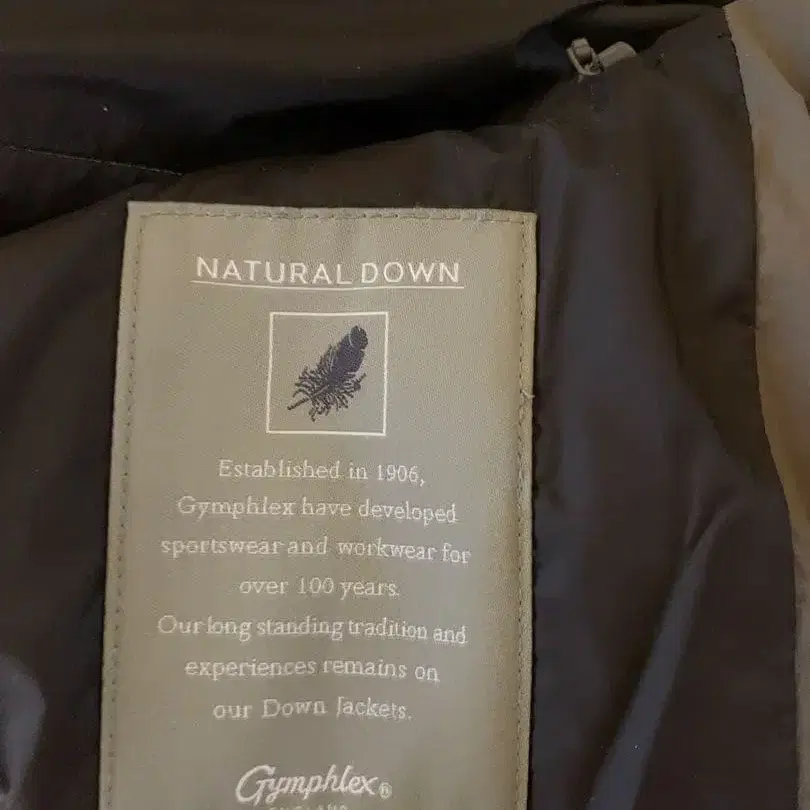 NATURAL DOWN
Established in 1906,
Gymphlex have developed
sportswear and workwear for
over 100 years.
Our long standing tradition and
experiences remains on
our Down Jackets.
Gymphlex®